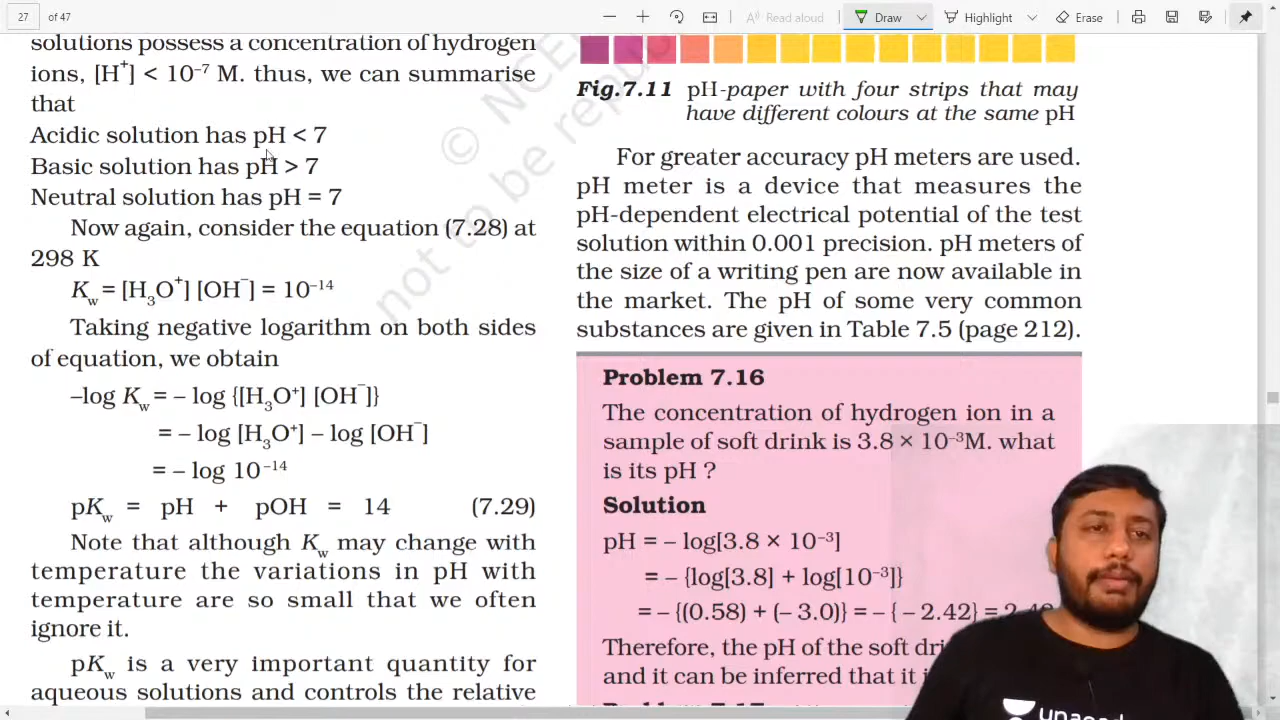 27
of 47
Read aloud
Draw
Highlight
Erase
solutions possess a concentration of hydrogen
ions, [H⁺] < 10⁻⁷ M. thus, we can summarise
that
Acidic solution has pH < 7
Basic solution has pH > 7
Neutral solution has pH = 7
Now again, consider the equation (7.28) at
298 K
K_w = [H₃O⁺] [OH⁻] = 10⁻¹⁴
Taking negative logarithm on both sides
of equation, we obtain
–log K_w = – log {[H₃O⁺] [OH⁻]}
= – log [H₃O⁺] – log [OH⁻]
= – log 10⁻¹⁴
pK_w = pH + pOH = 14 (7.29)
Note that although K_w may change with
temperature the variations in pH with
temperature are so small that we often
ignore it.
pK_w is a very important quantity for
aqueous solutions and controls the relative
© NCE
not to be repu
Fig.7.11 pH-paper with four strips that may
have different colours at the same pH
For greater accuracy pH meters are used.
pH meter is a device that measures the
pH-dependent electrical potential of the test
solution within 0.001 precision. pH meters of
the size of a writing pen are now available in
the market. The pH of some very common
substances are given in Table 7.5 (page 212).
Problem 7.16
The concentration of hydrogen ion in a
sample of soft drink is 3.8 × 10⁻³M. what
is its pH ?
Solution
pH = – log[3.8 × 10⁻³]
= – {log[3.8] + log[10⁻³]}
= – {(0.58) + (– 3.0)} = – { – 2.42} =
Therefore, the pH of the soft dri
and it can be inferred that it i